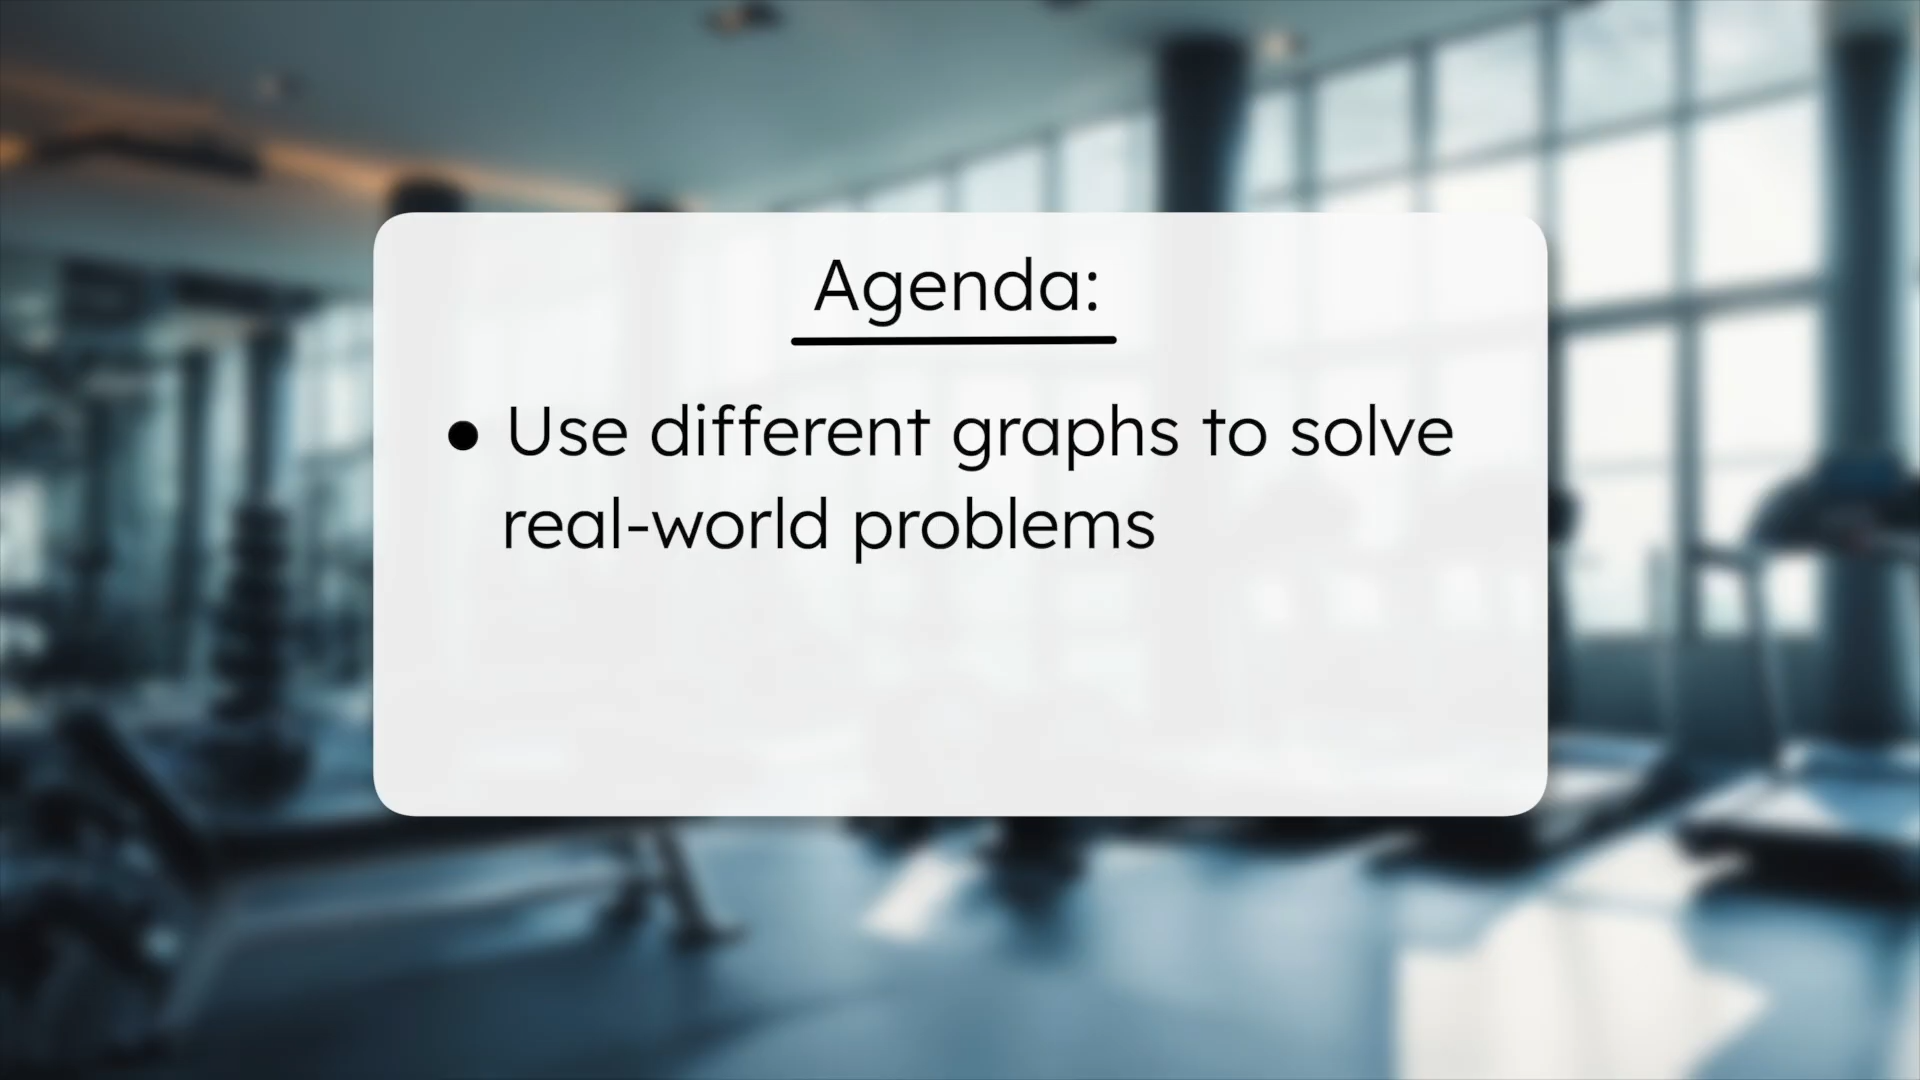 Agenda:
● Use different graphs to solve
real-world problems